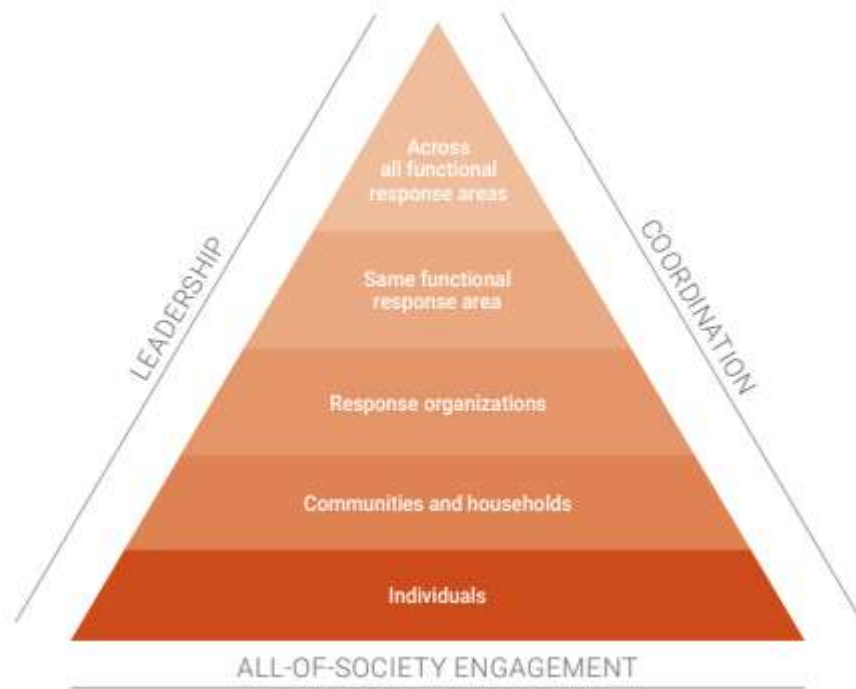 Across
all functional
response areas
Same functional
response area
Response organizations
Communities and households
Individuals
LEADERSHIP
COORDINATION
ALL-OF-SOCIETY ENGAGEMENT